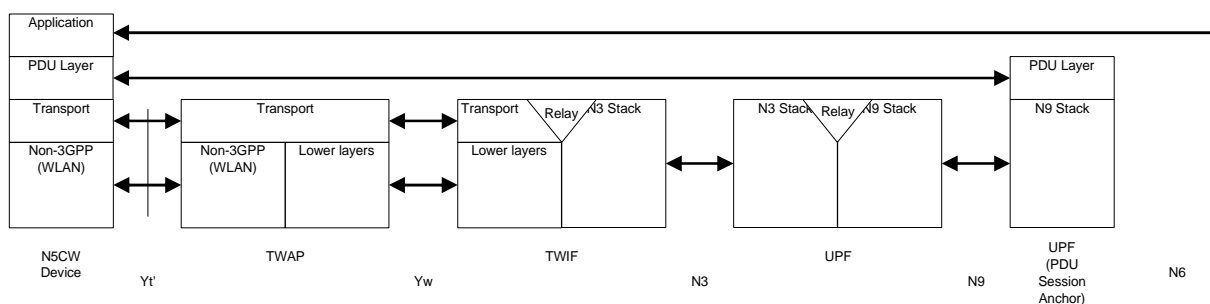 Application
PDU Layer
PDU Layer
Transport
Transport
Transport
Relay
N3 Stack
N3 Stack
Relay
N9 Stack
N9 Stack
Non-3GPP
(WLAN)
Non-3GPP
(WLAN)
Lower layers
Lower layers
N5CW
Device
Yt'
TWAP
Yw
TWIF
N3
UPF
N9
UPF
(PDU
Session
Anchor)
N6